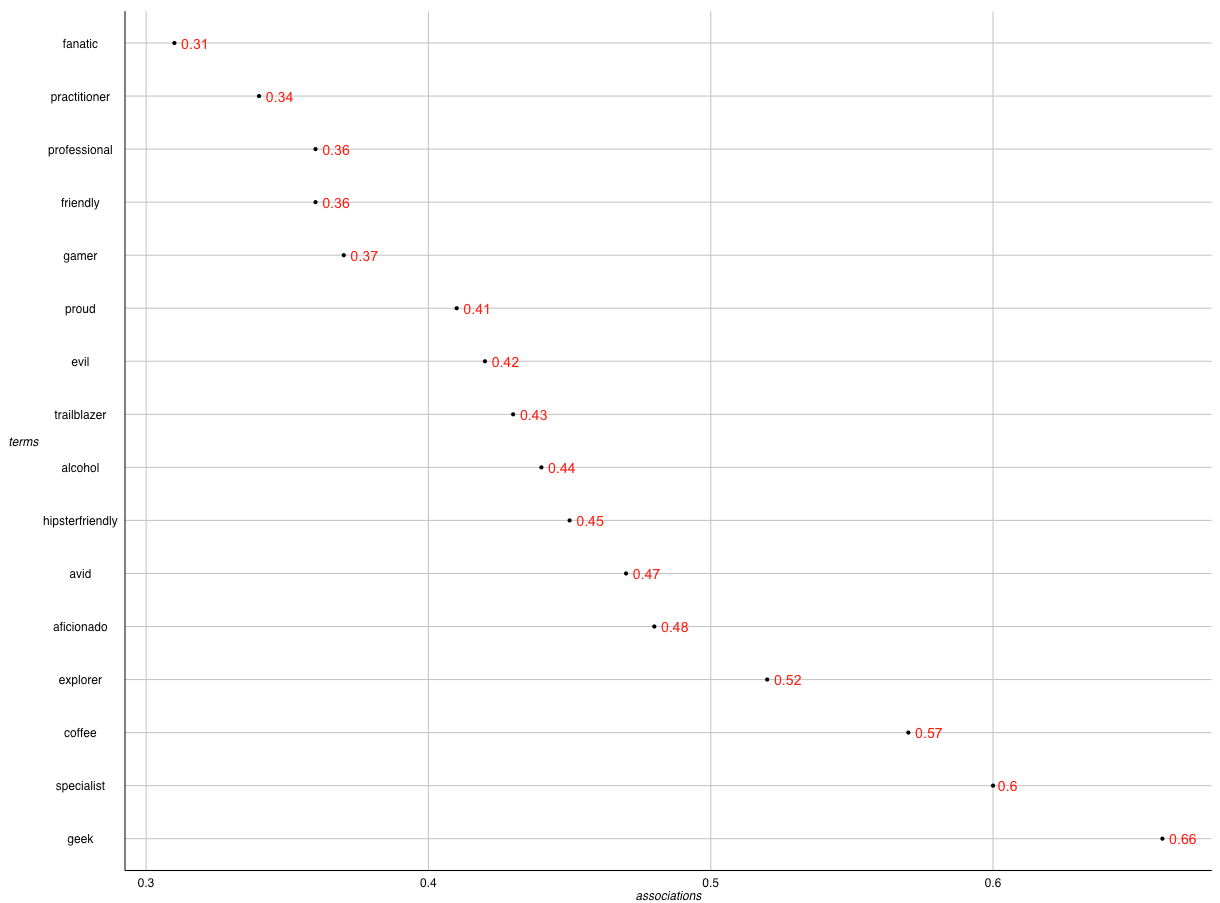 fanatic 0.31
practitioner 0.34
professional 0.36
friendly 0.36
gamer 0.37
proud 0.41
evil 0.42
trailblazer 0.43
terms
alcohol 0.44
hipsterfriendly 0.45
avid 0.47
aficionado 0.48
explorer 0.52
coffee 0.57
specialist 0.6
geek 0.66
0.3 0.4 0.5 0.6
associations